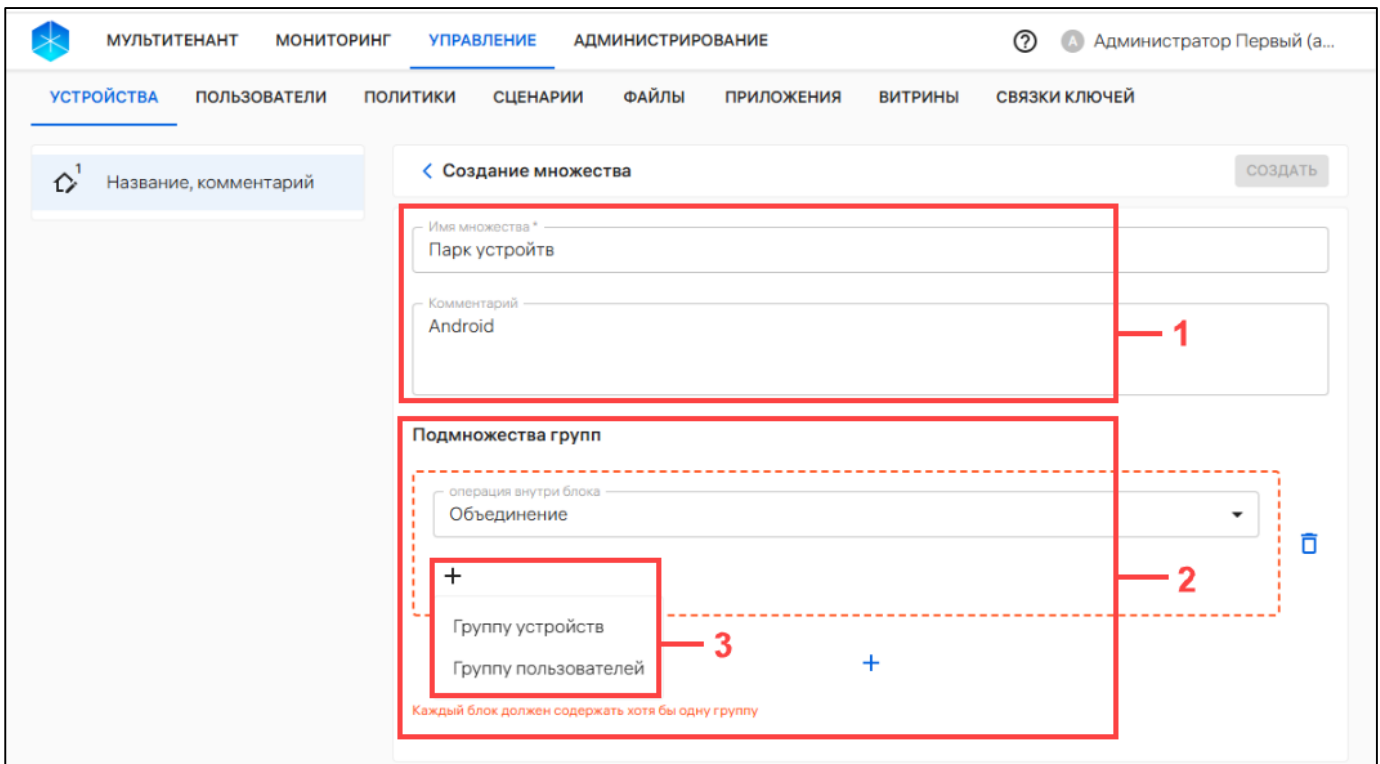 МУЛЬТИТЕНАНТ МОНИТОРИНГ УПРАВЛЕНИЕ АДМИНИСТРИРОВАНИЕ ? А Администратор Первый (а...
УСТРОЙСТВА ПОЛЬЗОВАТЕЛИ ПОЛИТИКИ СЦЕНАРИИ ФАЙЛЫ ПРИЛОЖЕНИЯ ВИТРИНЫ СВЯЗКИ КЛЮЧЕЙ
1 Название, комментарий
Создание множества СОЗДАТЬ
Имя множества *
Парк устройтв
Комментарий
Android
1
Подмножества групп
операция внутри блока
Объединение
+
2
Группу устройств
3
Группу пользователей
+
Каждый блок должен содержать хотя бы одну группу